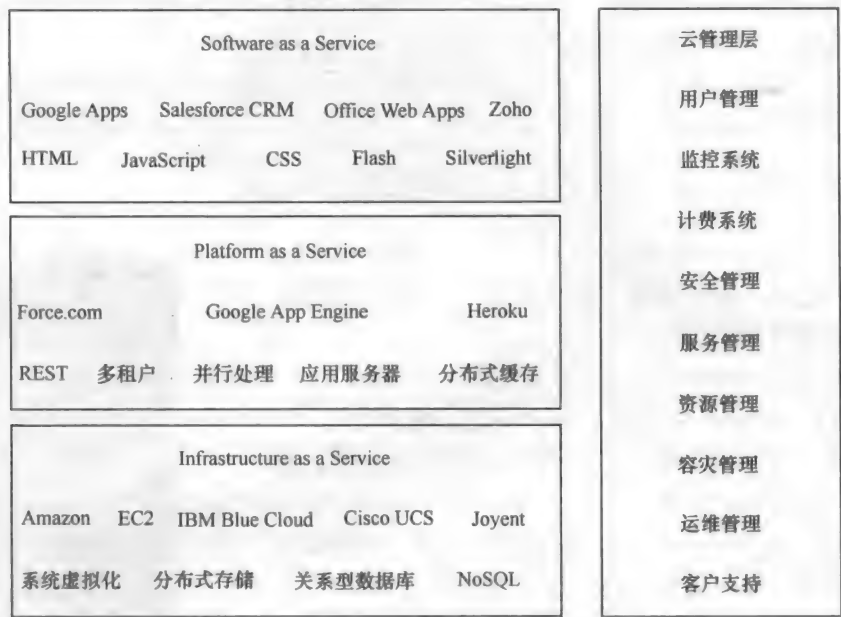 Software as a Service
Google Apps Salesforce CRM Office Web Apps Zoho
HTML JavaScript CSS Flash Silverlight
Platform as a Service
Force.com Google App Engine Heroku
REST 多租户 并行处理 应用服务器 分布式缓存
Infrastructure as a Service
Amazon EC2 IBM Blue Cloud Cisco UCS Joyent
系统虚拟化 分布式存储 关系型数据库 NoSQL
云管理层
用户管理
监控系统
计费系统
安全管理
服务管理
资源管理
容灾管理
运维管理
客户支持